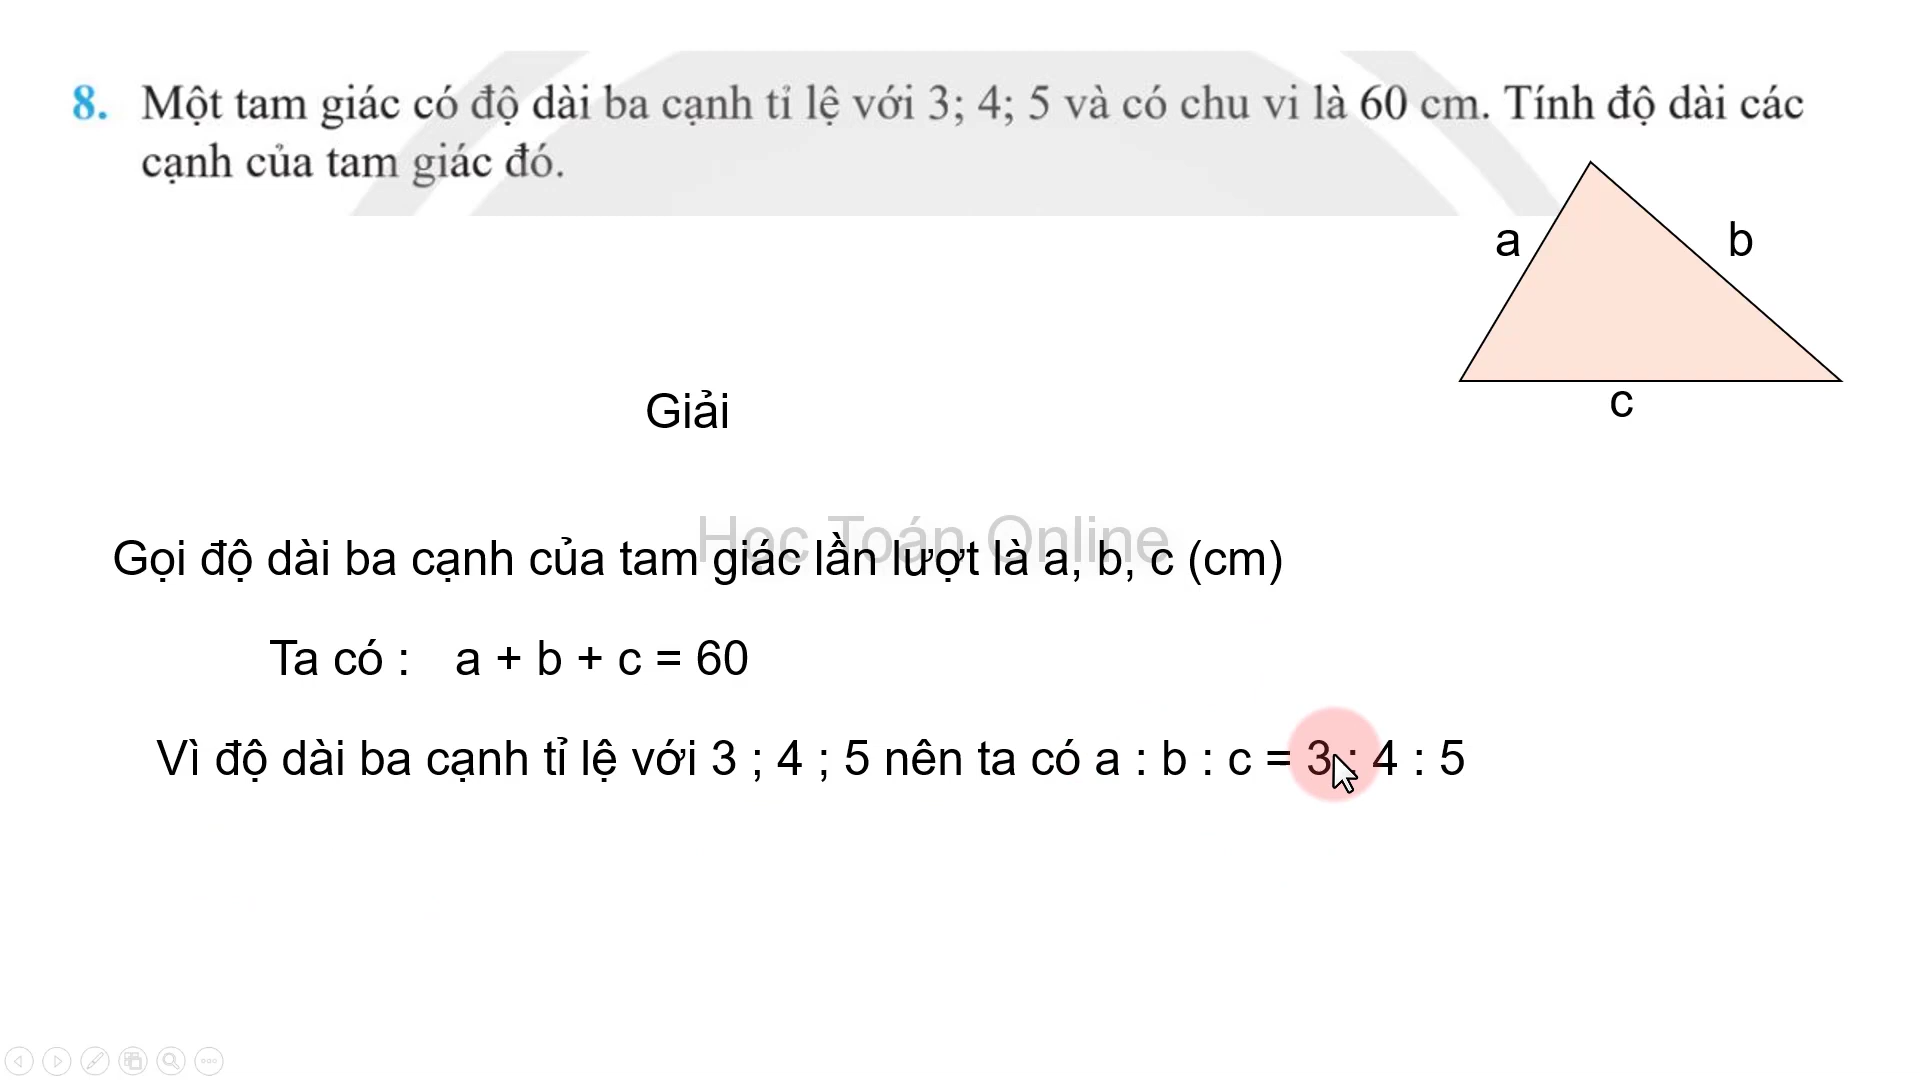 8. Một tam giác có độ dài ba cạnh tỉ lệ với 3; 4; 5 và có chu vi là 60 cm. Tính độ dài các
cạnh của tam giác đó.
a
b
c
Giải
Học Toán Online
Gọi độ dài ba cạnh của tam giác lần lượt là a, b, c (cm)
Ta có : a + b + c = 60
Vì độ dài ba cạnh tỉ lệ với 3 ; 4 ; 5 nên ta có a : b : c = 3 : 4 : 5